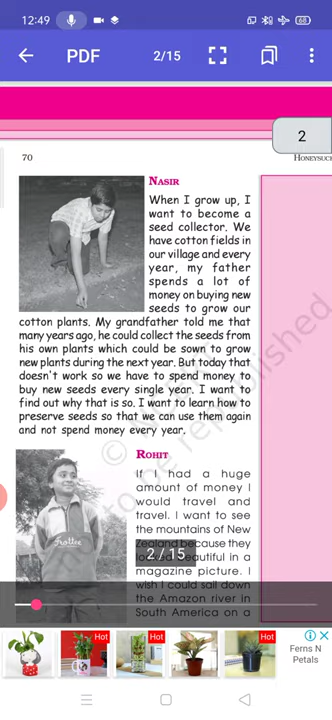 12:49
68
PDF
2/15
2
70
HONEYSUC
NASIR
When I grow up, I
want to become a
seed collector. We
have cotton fields in
our village and every
year, my father
spends a lot of
money on buying new
seeds to grow our
cotton plants. My grandfather told me that
many years ago, he could collect the seeds from
his own plants which could be sown to grow
new plants during the next year. But today that
doesn't work so we have to spend money to
buy new seeds every single year. I want to
find out why that is so. I want to learn how to
preserve seeds so that we can use them again
and not spend money every year.
ROHIT
If I had a huge
amount of money I
would travel and
travel. I want to see
the mountains of New
Zealand because they
beautiful in a
magazine picture. I
wish I could sail down
the Amazon river in
South America on a
2/15
Hot
Hot
Hot
Ferns N
Petals